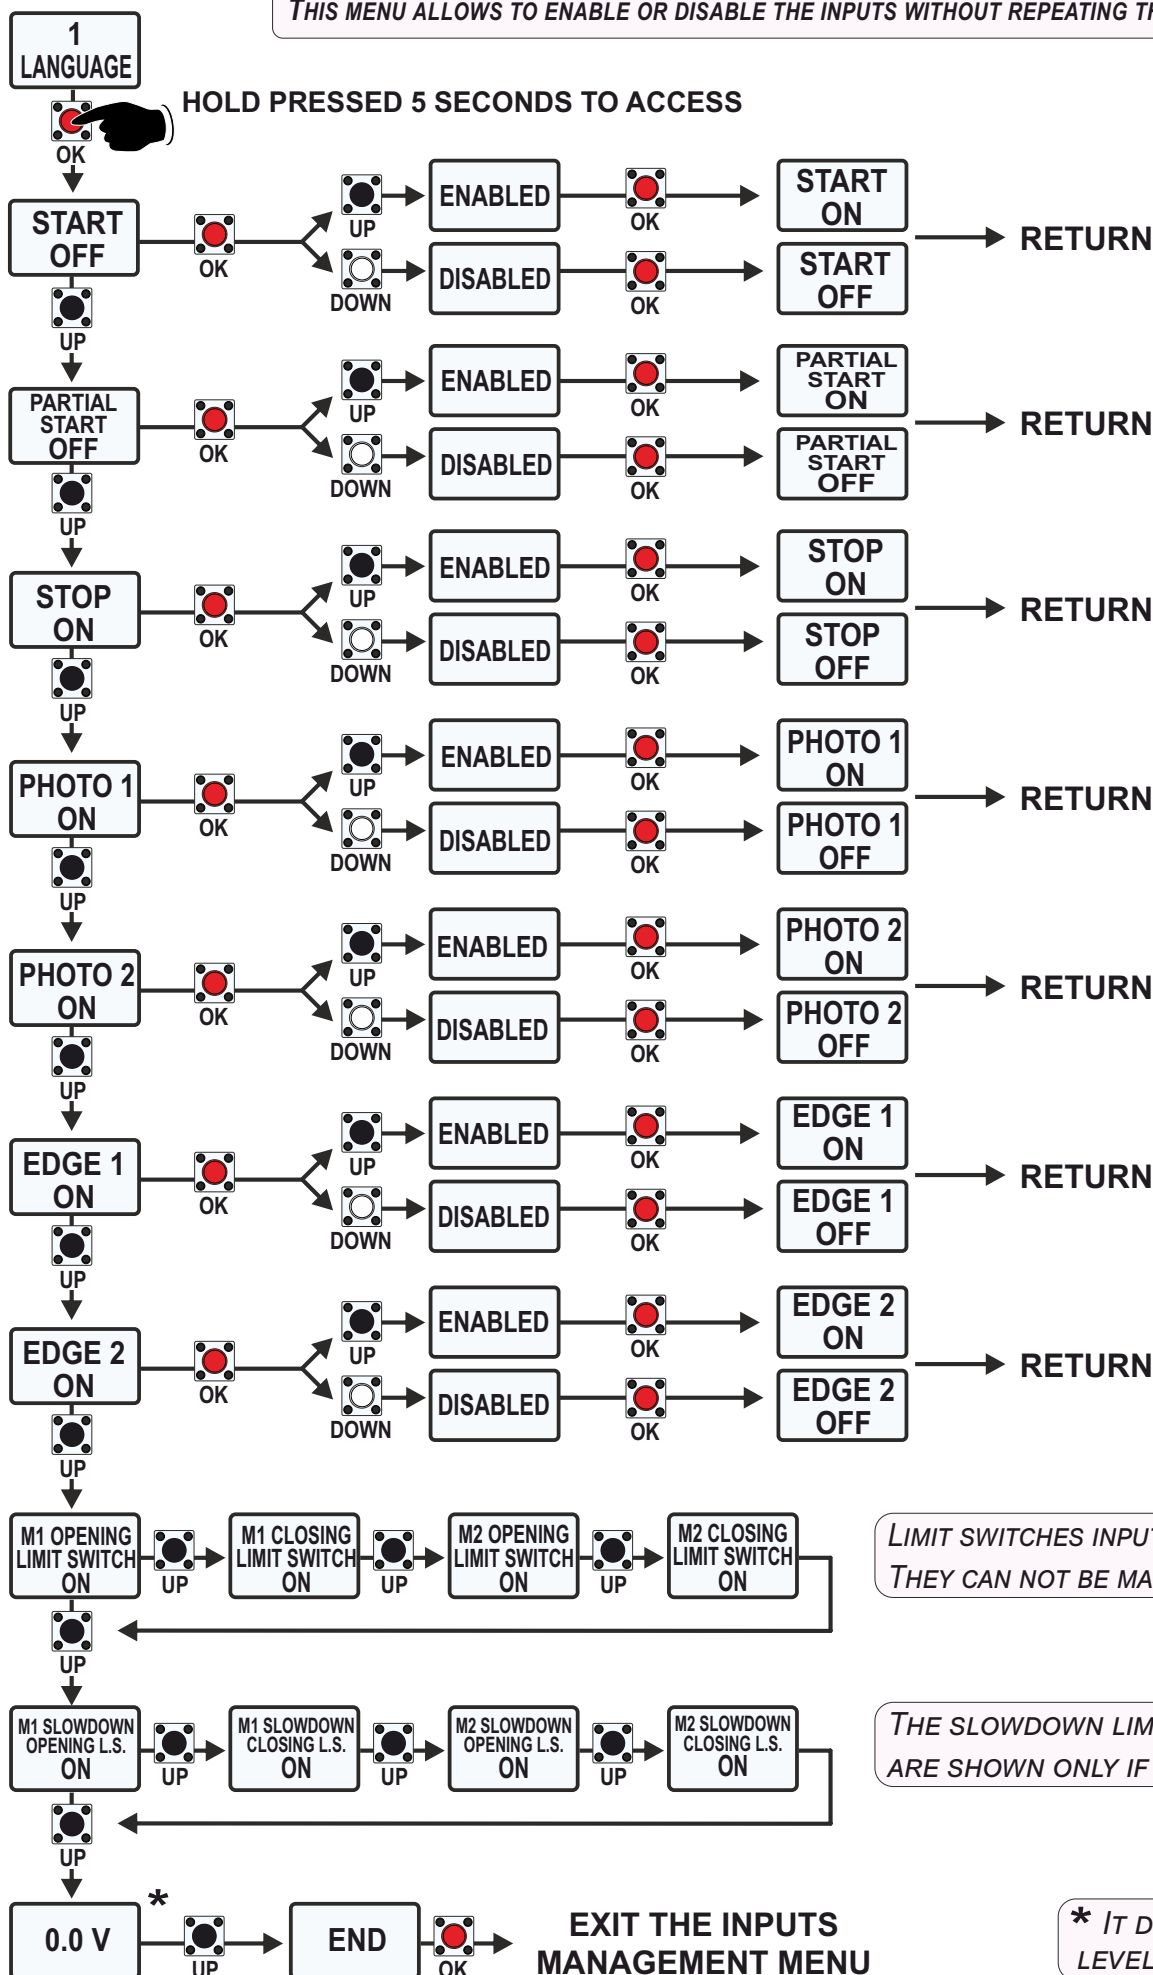 THIS MENU ALLOWS TO ENABLE OR DISABLE THE INPUTS WITHOUT REPEATING
1
LANGUAGE
HOLD PRESSED 5 SECONDS TO ACCESS
OK
START
OFF
OK
UP
ENABLED
OK
START
ON
DOWN
DISABLED
OK
START
OFF
RETURN
UP
PARTIAL
START
OFF
OK
UP
ENABLED
OK
PARTIAL
START
ON
DOWN
DISABLED
OK
PARTIAL
START
OFF
RETURN
UP
STOP
ON
OK
UP
ENABLED
OK
STOP
ON
DOWN
DISABLED
OK
STOP
OFF
RETURN
UP
PHOTO 1
ON
OK
UP
ENABLED
OK
PHOTO 1
ON
DOWN
DISABLED
OK
PHOTO 1
OFF
RETURN
UP
PHOTO 2
ON
OK
UP
ENABLED
OK
PHOTO 2
ON
DOWN
DISABLED
OK
PHOTO 2
OFF
RETURN
UP
EDGE 1
ON
OK
UP
ENABLED
OK
EDGE 1
ON
DOWN
DISABLED
OK
EDGE 1
OFF
RETURN
UP
EDGE 2
ON
OK
UP
ENABLED
OK
EDGE 2
ON
DOWN
DISABLED
OK
EDGE 2
OFF
RETURN
UP
M1 OPENING
LIMIT SWITCH
ON
UP
M1 CLOSING
LIMIT SWITCH
ON
UP
M2 OPENING
LIMIT SWITCH
ON
UP
M2 CLOSING
LIMIT SWITCH
ON
LIMIT SWITCHES
THEY CAN NOT BE
UP
M1 SLOWDOWN
OPENING L.S.
ON
UP
M1 SLOWDOWN
CLOSING L.S.
ON
UP
M2 SLOWDOWN
OPENING L.S.
ON
UP
M2 SLOWDOWN
CLOSING L.S.
ON
THE SLOWDOWN
ARE SHOWN ONLY IF
UP
0.0 V
*
UP
END
OK
EXIT THE INPUTS
MANAGEMENT MENU
* IT
LEVEL